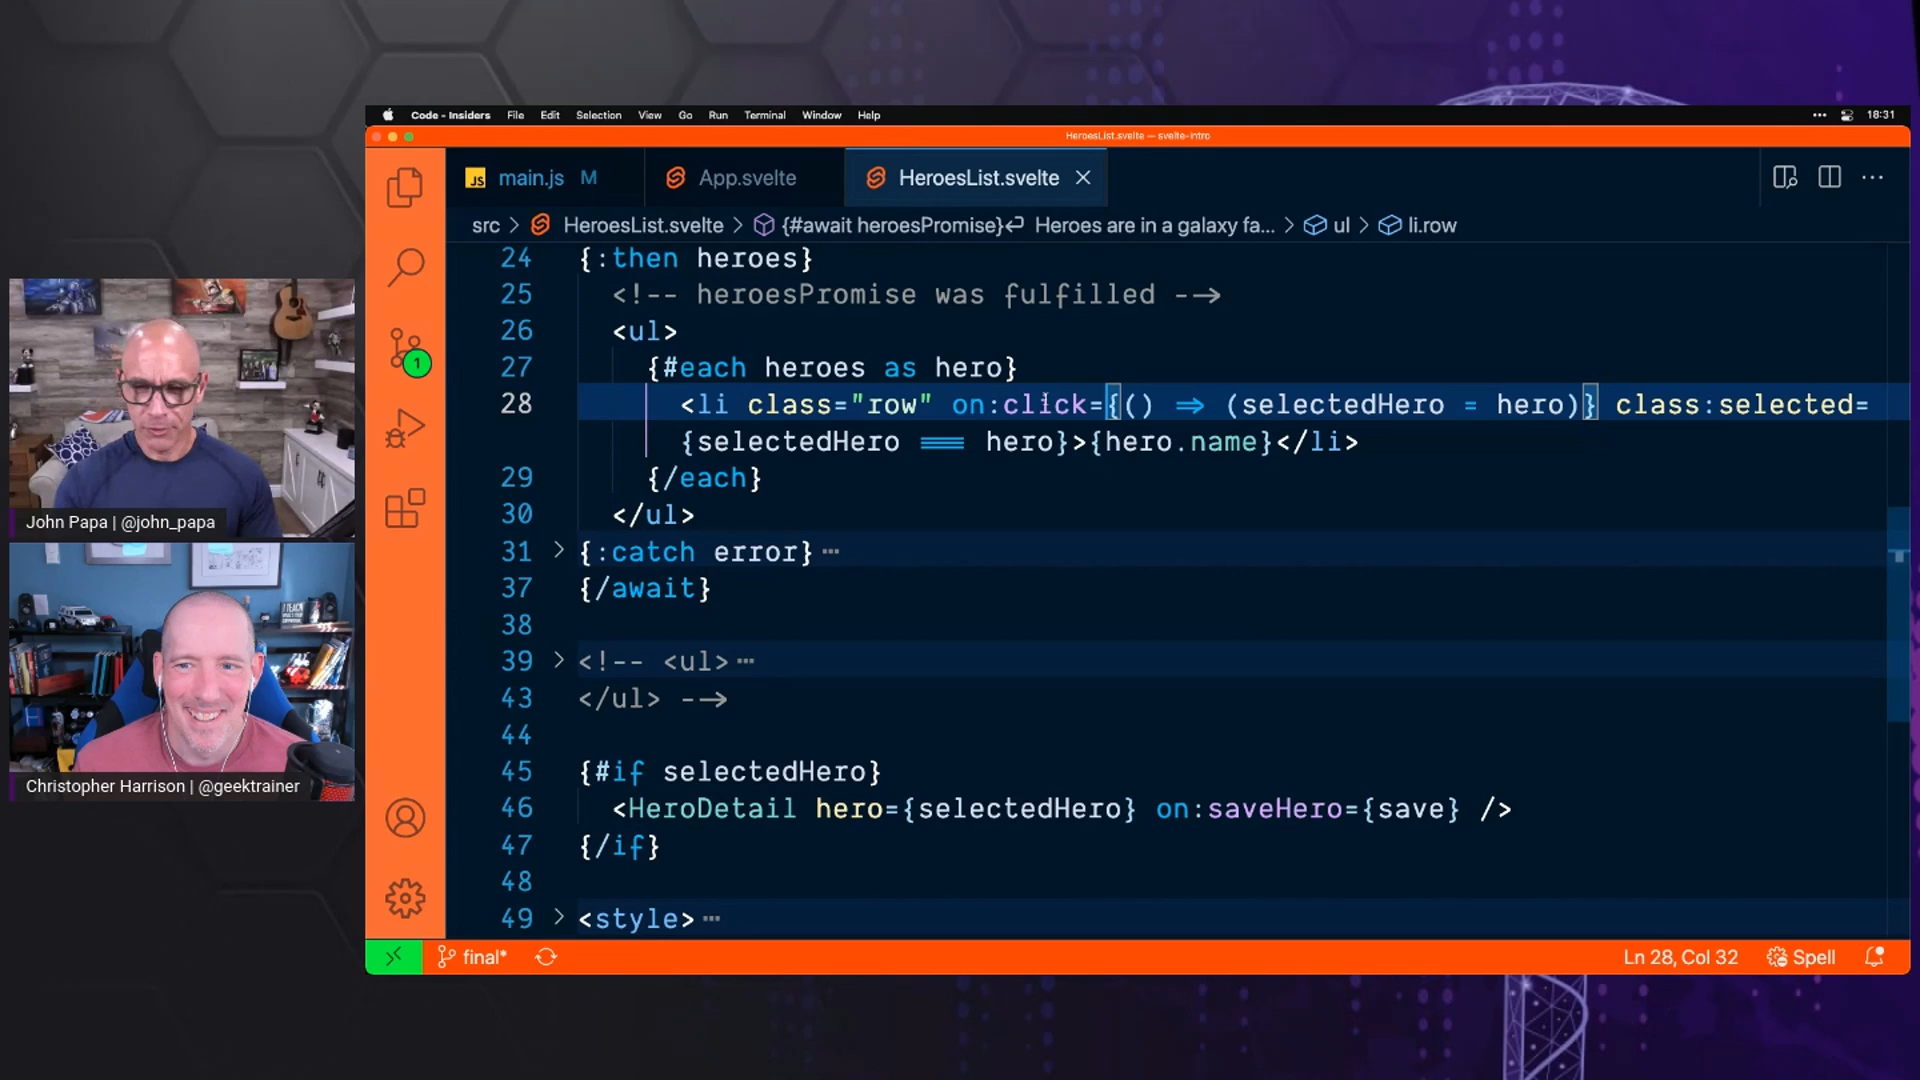 Code - Insiders File Edit Selection View Go Run Terminal Window Help ••• 18:31
HeroesList.svelte — svelte-intro
JS main.js M App.svelte HeroesList.svelte
src > HeroesList.svelte > {#await heroesPromise}↵ Heroes are in a galaxy fa... > ul > li.row
24 {:then heroes}
25 <!-- heroesPromise was fulfilled -->
26 <ul>
27 {#each heroes as hero}
28 <li class="row" on:click={() => (selectedHero = hero)} class:selected=
{selectedHero === hero}>{hero.name}</li>
29 {/each}
30 </ul>
31 {:catch error} ···
37 {/await}
38
39 <!-- <ul> ···
43 </ul> -->
44
45 {#if selectedHero}
46 <HeroDetail hero={selectedHero} on:saveHero={save} />
47 {/if}
48
49 <style> ···
1
final*
Ln 28, Col 32 Spell
John Papa | @john_papa
Christopher Harrison | @geektrainer